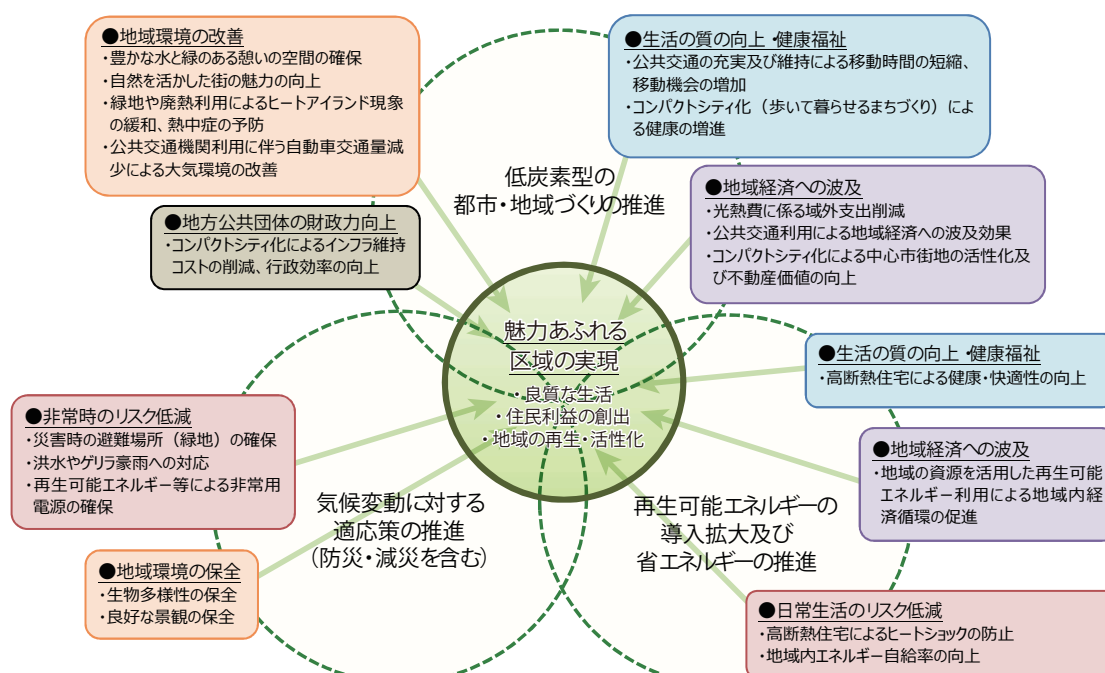 ●地域環境の改善
・豊かな水と緑のある憩いの空間の確保
・自然を活かした街の魅力の向上
・緑地や廃熱利用によるヒートアイランド現象
の緩和、熱中症の予防
・公共交通機関利用に伴う自動車交通量減
少による大気環境の改善
●生活の質の向上・健康福祉
・公共交通の充実及び維持による移動時間の短縮、
移動機会の増加
・コンパクトシティ化（歩いて暮らせるまちづくり）によ
る健康の増進
低炭素型の
都市・地域づくりの推進
●地方公共団体の財政力向上
・コンパクトシティ化によるインフラ維持
コストの削減、行政効率の向上
●地域経済への波及
・光熱費に係る域外支出削減
・公共交通利用による地域経済への波及効果
・コンパクトシティ化による中心市街地の活性化及
び不動産価値の向上
魅力あふれる
区域の実現
・良質な生活
・住民利益の創出
・地域の再生・活性化
●生活の質の向上・健康福祉
・高断熱住宅による健康・快適性の向上
●非常時のリスク低減
・災害時の避難場所（緑地）の確保
・洪水やゲリラ豪雨への対応
・再生可能エネルギー等による非常用
電源の確保
●地域経済への波及
・地域の資源を活用した再生可能
エネルギー利用による地域内経
済循環の促進
気候変動に対する
適応策の推進
（防災・減災を含む）
再生可能エネルギーの
導入拡大及び
省エネルギーの推進
●地域環境の保全
・生物多様性の保全
・良好な景観の保全
●日常生活のリスク低減
・高断熱住宅によるヒートショックの防止
・地域内エネルギー自給率の向上